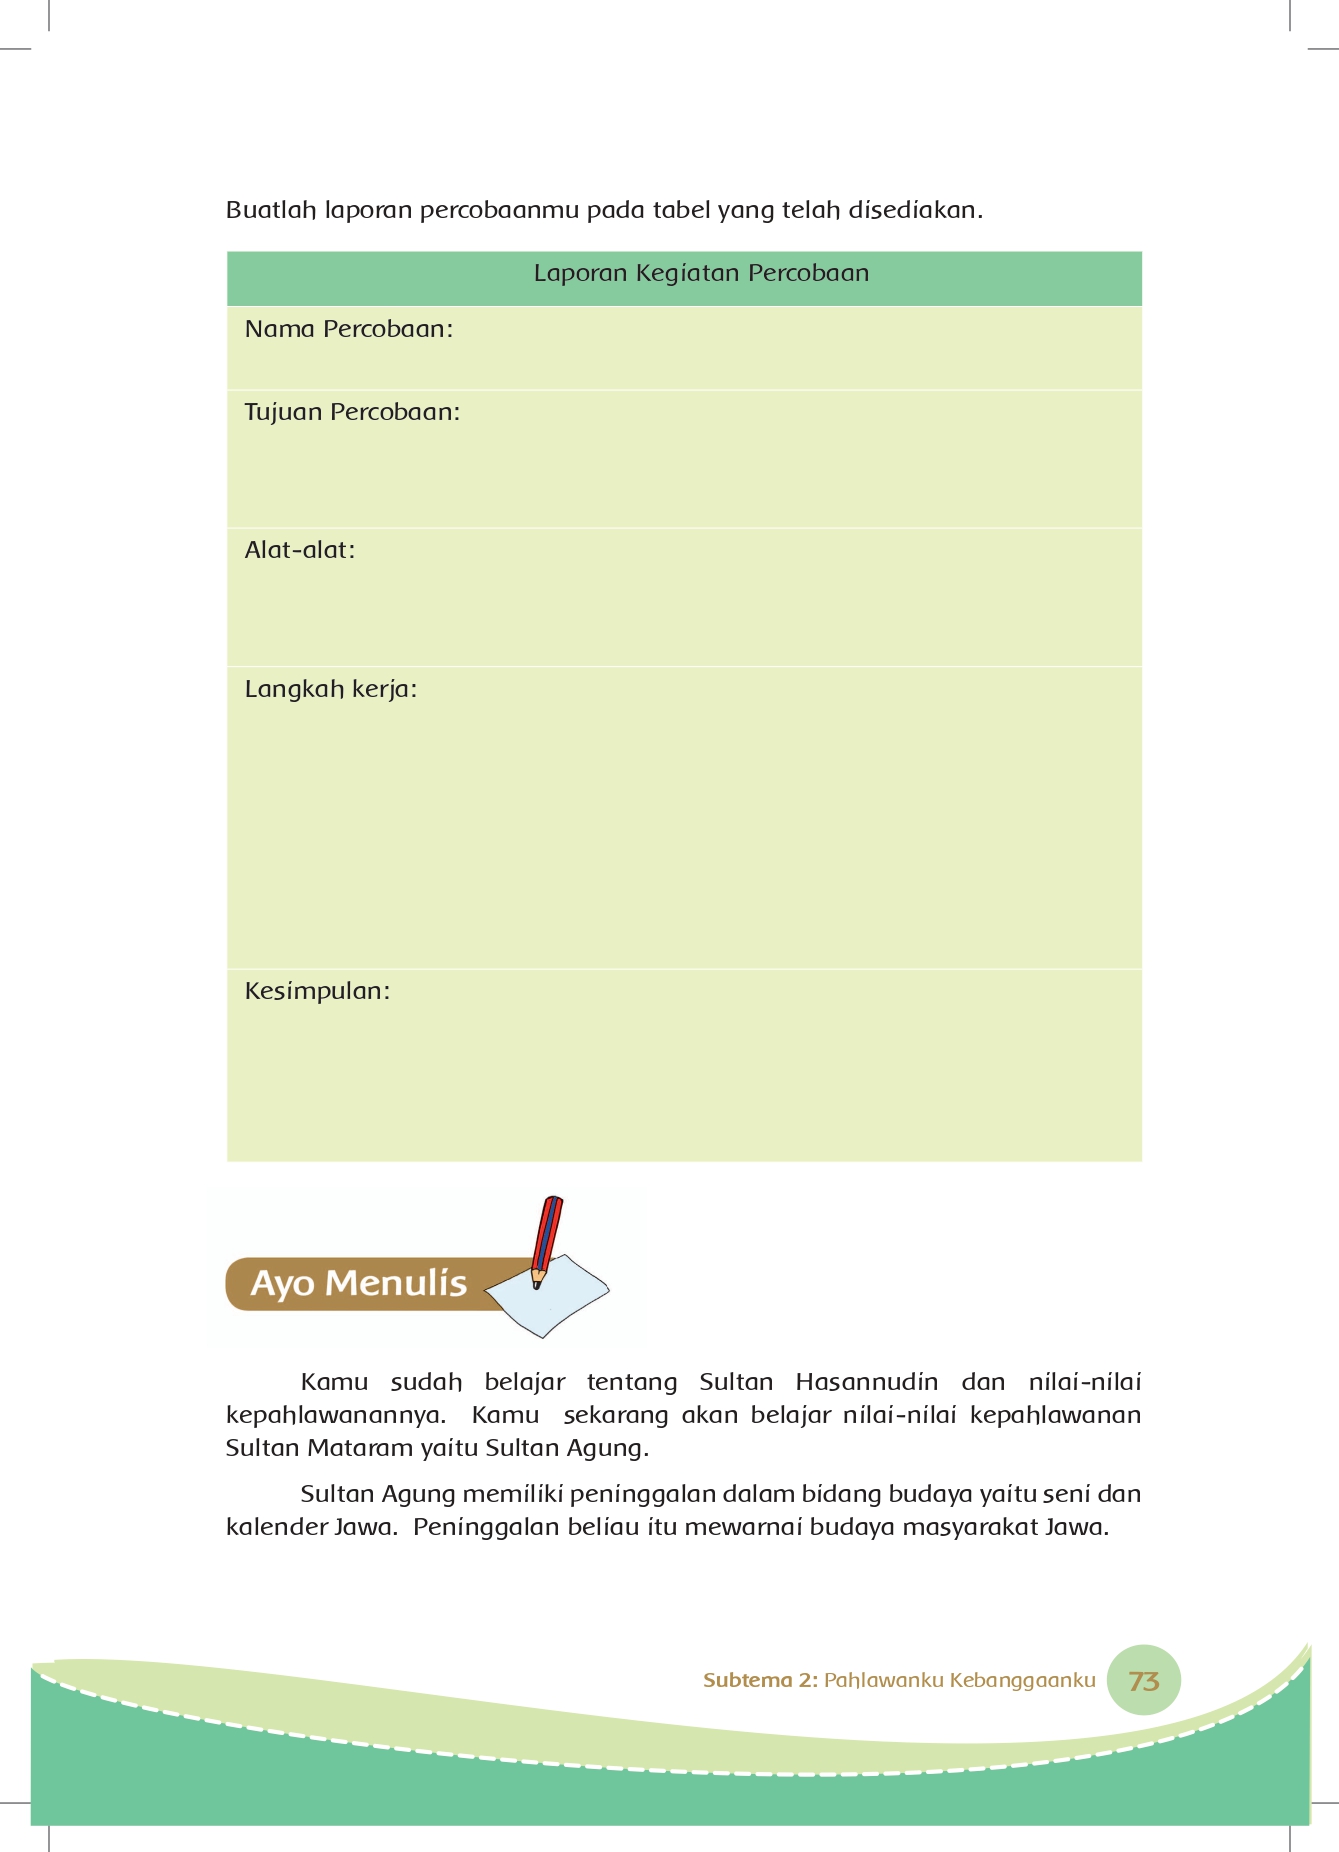 Buatlah laporan percobaanmu pada tabel yang telah disediakan.
Laporan Kegiatan Percobaan
Nama Percobaan:
Tujuan Percobaan:
Alat-alat:
Langkah kerja:
Kesimpulan:
Ayo Menulis
Kamu sudah belajar tentang Sultan Hasannudin dan nilai-nilai
kepahlawanannya. Kamu sekarang akan belajar nilai-nilai kepahlawanan
Sultan Mataram yaitu Sultan Agung.
Sultan Agung memiliki peninggalan dalam bidang budaya yaitu seni dan
kalender Jawa. Peninggalan beliau itu mewarnai budaya masyarakat Jawa.
Subtema 2: Pahlawanku Kebanggaanku 73